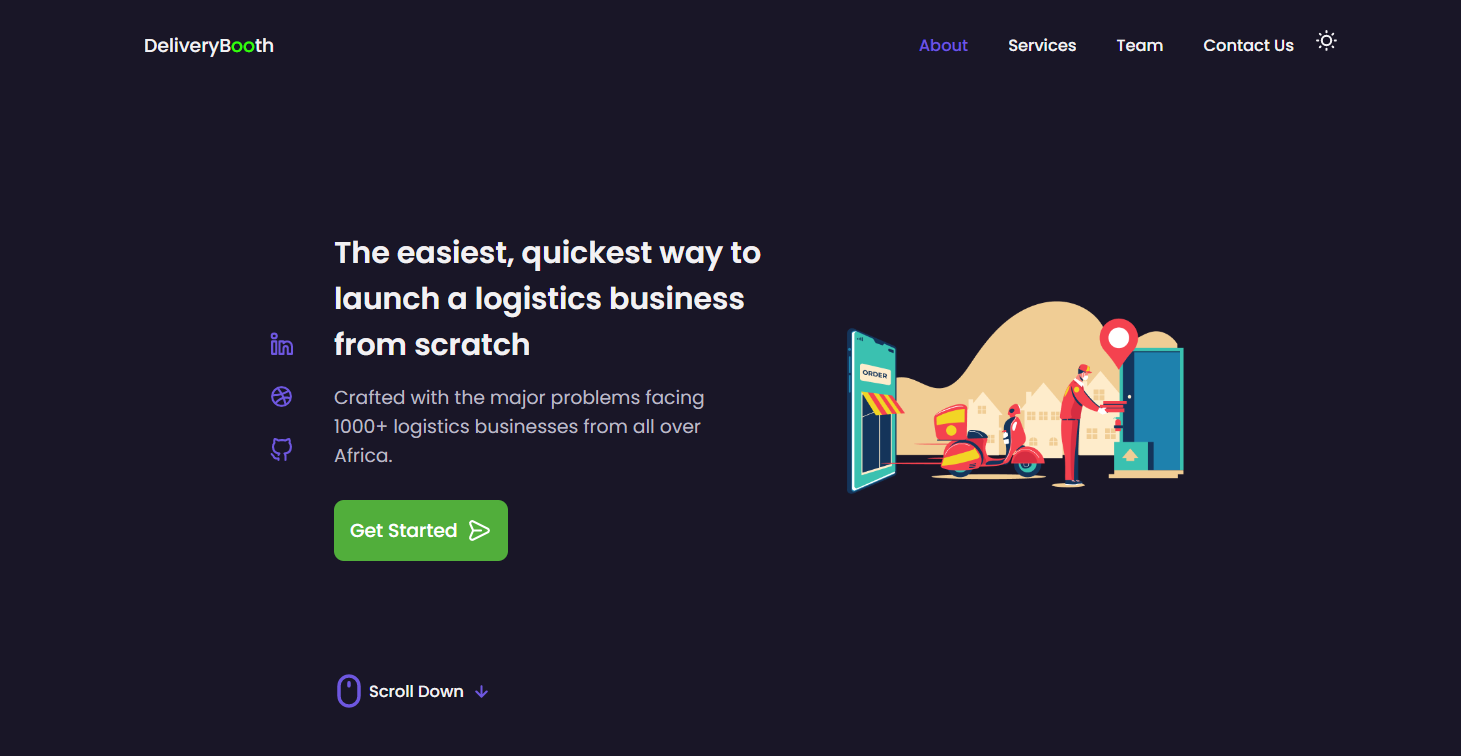 DeliveryBooth
About
Services
Team
Contact Us
The easiest, quickest way to
launch a logistics business
from scratch
Crafted with the major problems facing
1000+ logistics businesses from all over
Africa.
Get Started
ORDER
Scroll Down